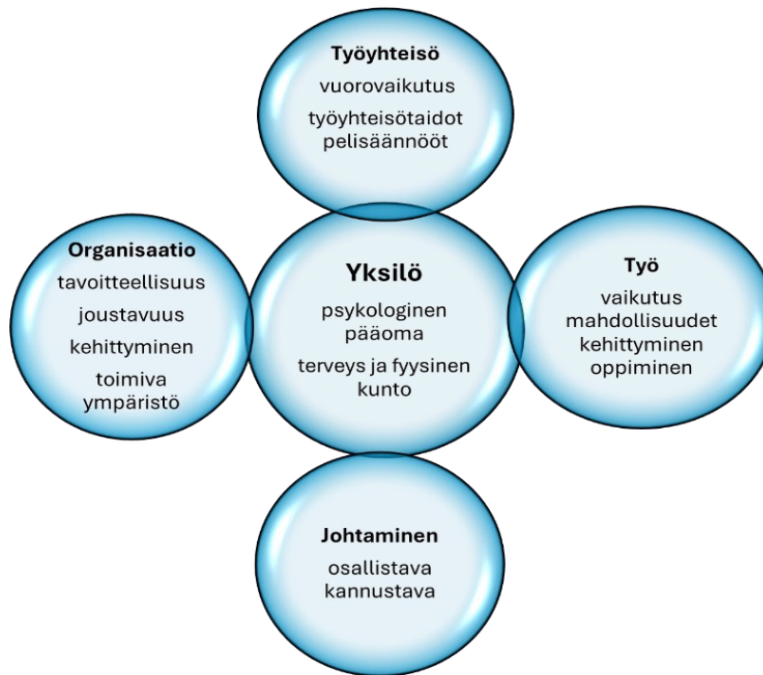 Työyhteisö
vuorovaikutus
työyhteisötaidot
pelisäännööt
Organisaatio
tavoitteellisuus
joustavuus
kehittyminen
toimiva
ympäristö
Yksilö
psykologinen
pääoma
terveys ja fyysinen
kunto
Työ
vaikutus
mahdollisuudet
kehittyminen
oppiminen
Johtaminen
osallistava
kannustava